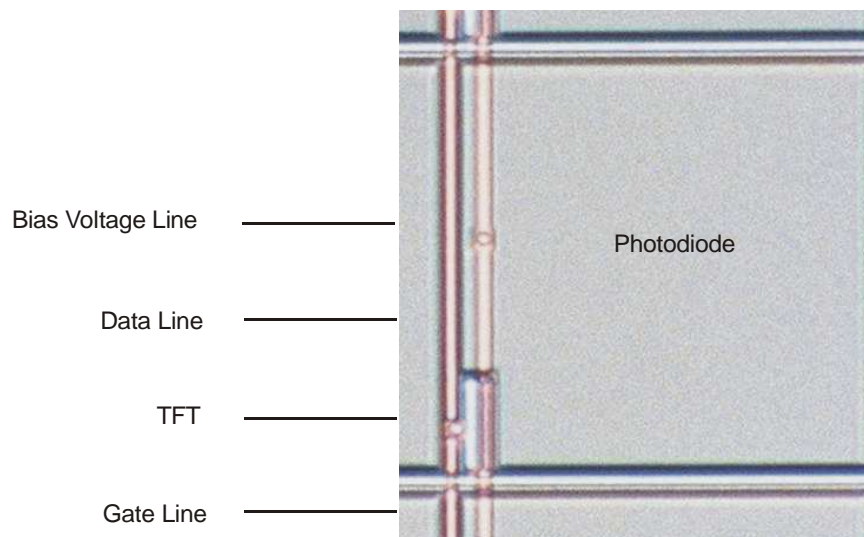 Bias Voltage Line
Photodiode
Data Line
TFT
Gate Line